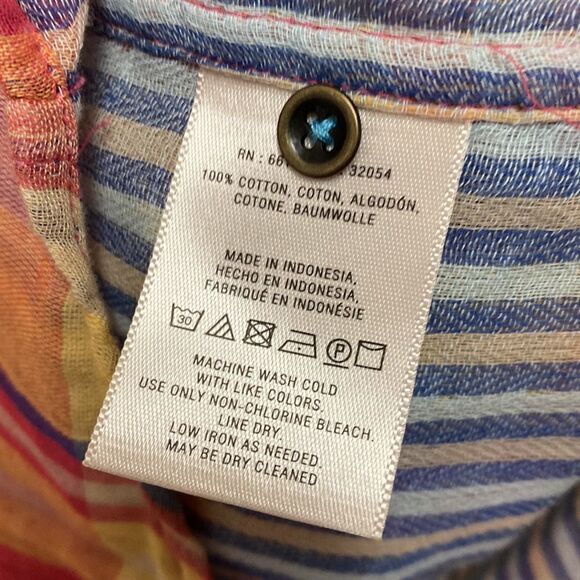 RN : 66 32054
100% COTTON, COTON, ALGODÓN,
COTONE, BAUMWOLLE
MADE IN INDONESIA,
HECHO EN INDONESIA,
FABRIQUÉ EN INDONÉSIE
30 P
MACHINE WASH COLD
WITH LIKE COLORS.
USE ONLY NON-CHLORINE BLEACH.
LINE DRY.
LOW IRON AS NEEDED.
MAY BE DRY CLEANED